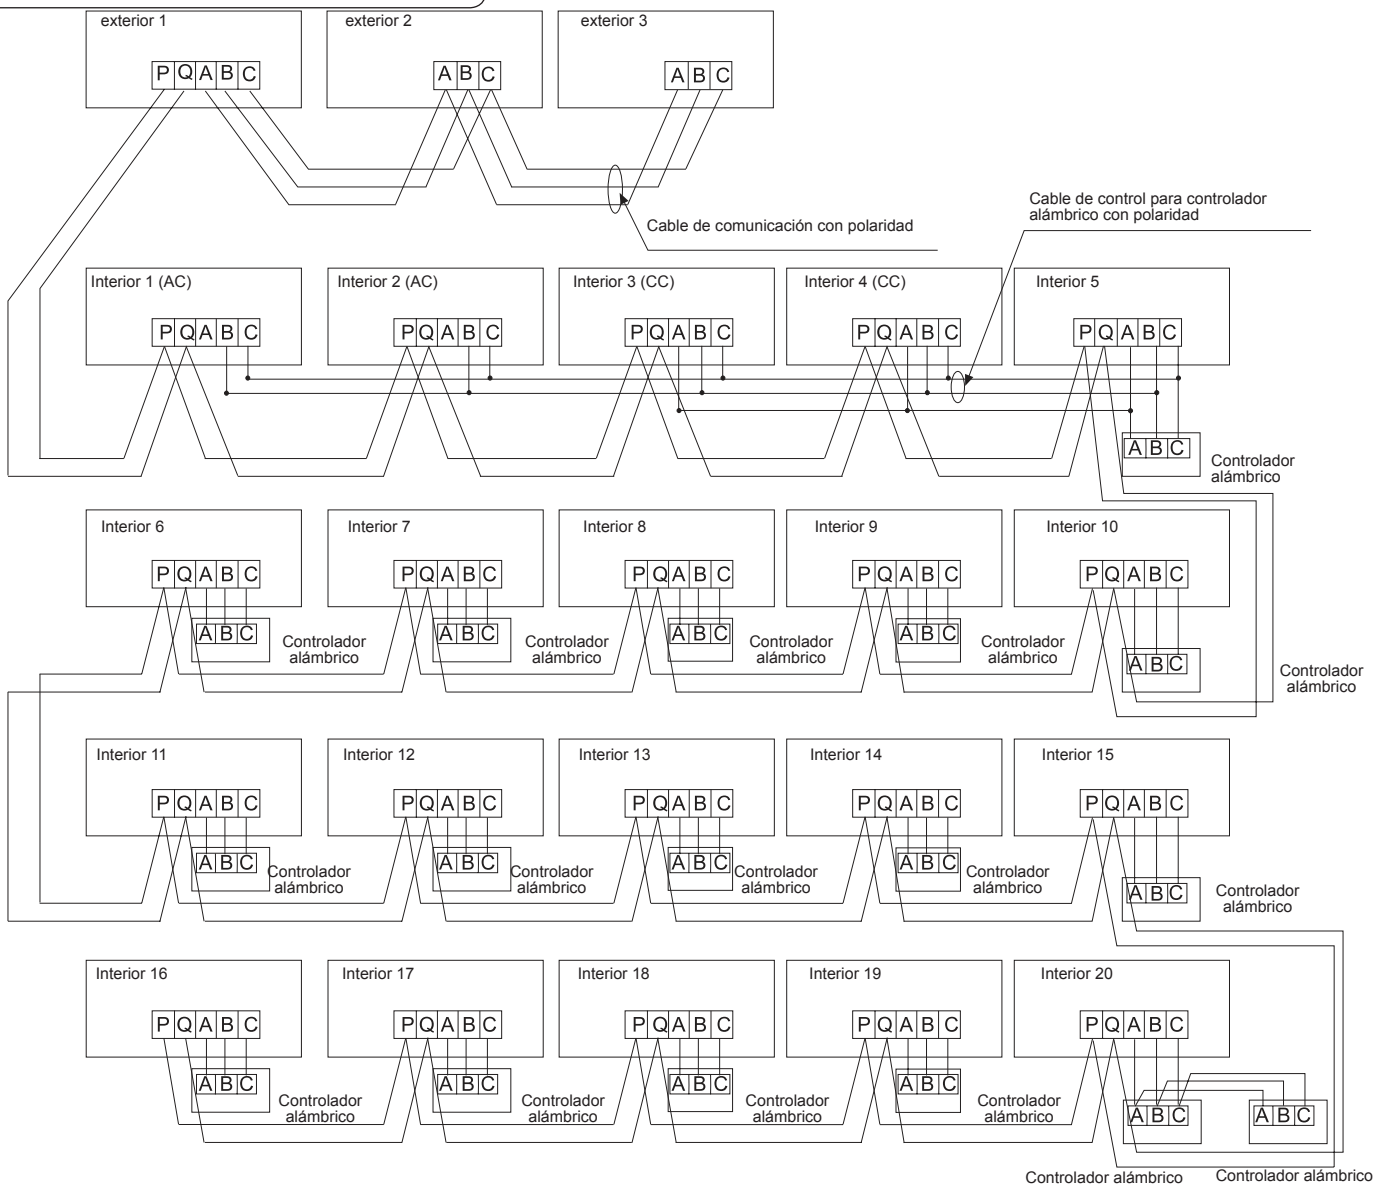 exterior 1
exterior 2
exterior 3
P Q A B C
A B C
A B C
Cable de comunicación con polaridad
Cable de control para controlador
alámbrico con polaridad
Interior 1 (AC)
Interior 2 (AC)
Interior 3 (CC)
Interior 4 (CC)
Interior 5
P Q A B C
P Q A B C
P Q A B C
P Q A B C
P Q A B C
A B C
Controlador
alámbrico
Interior 6
Interior 7
Interior 8
Interior 9
Interior 10
P Q A B C
P Q A B C
P Q A B C
P Q A B C
P Q A B C
A B C
Controlador
alámbrico
A B C
Controlador
alámbrico
A B C
Controlador
alámbrico
A B C
Controlador
alámbrico
A B C
Controlador
alámbrico
Interior 11
Interior 12
Interior 13
Interior 14
Interior 15
P Q A B C
P Q A B C
P Q A B C
P Q A B C
P Q A B C
A B C
Controlador
alámbrico
A B C
Controlador
alámbrico
A B C
Controlador
alámbrico
A B C
Controlador
alámbrico
A B C
Controlador
alámbrico
Interior 16
Interior 17
Interior 18
Interior 19
Interior 20
P Q A B C
P Q A B C
P Q A B C
P Q A B C
P Q A B C
A B C
Controlador
alámbrico
A B C
Controlador
alámbrico
A B C
Controlador
alámbrico
A B C
Controlador
alámbrico
A B C
A B C
Controlador alámbrico
Controlador alámbrico